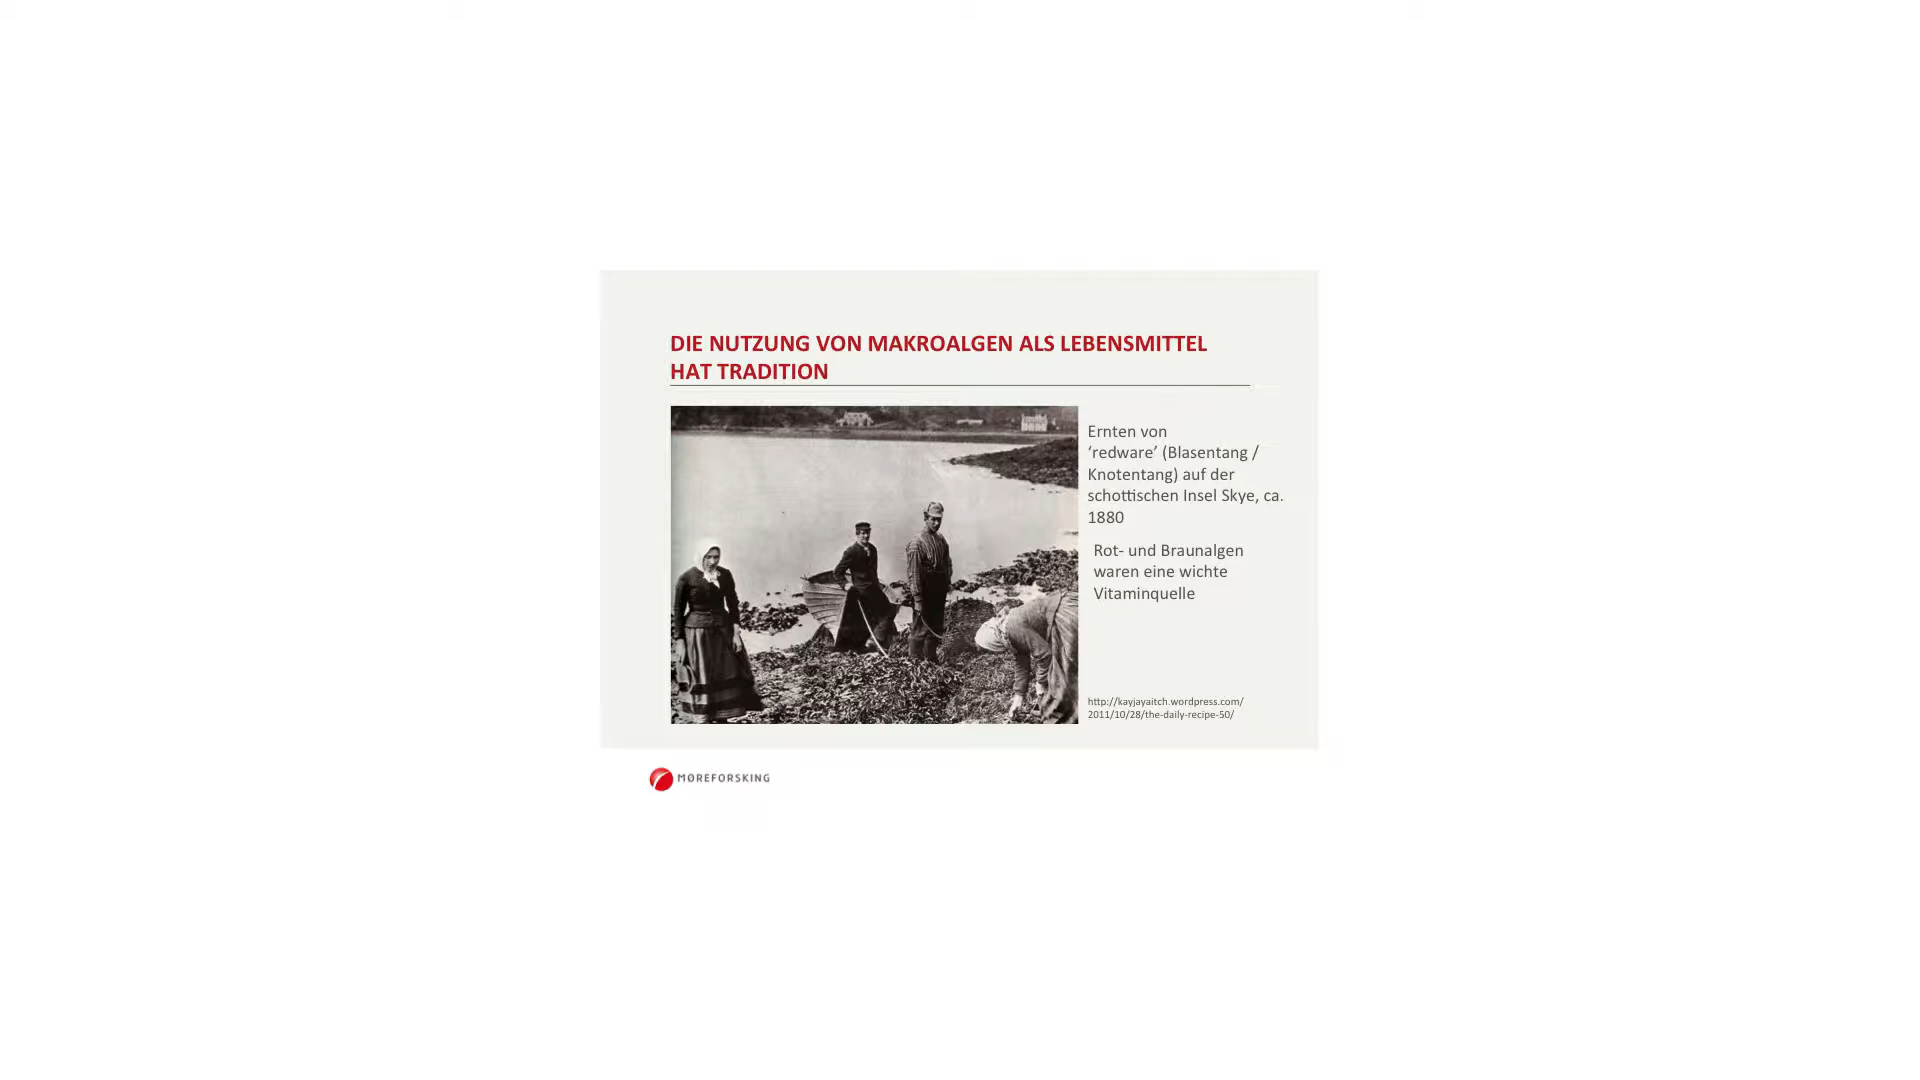 DIE NUTZUNG VON MAKROALGEN ALS LEBENSMITTEL
HAT TRADITION
Ernten von
‘redware’ (Blasentang /
Knotentang) auf der
schottischen Insel Skye, ca.
1880
Rot- und Braunalgen
waren eine wichte
Vitaminquelle
http://kayjayaitch.wordpress.com/
2011/10/28/the-daily-recipe-50/
MØREFORSKING